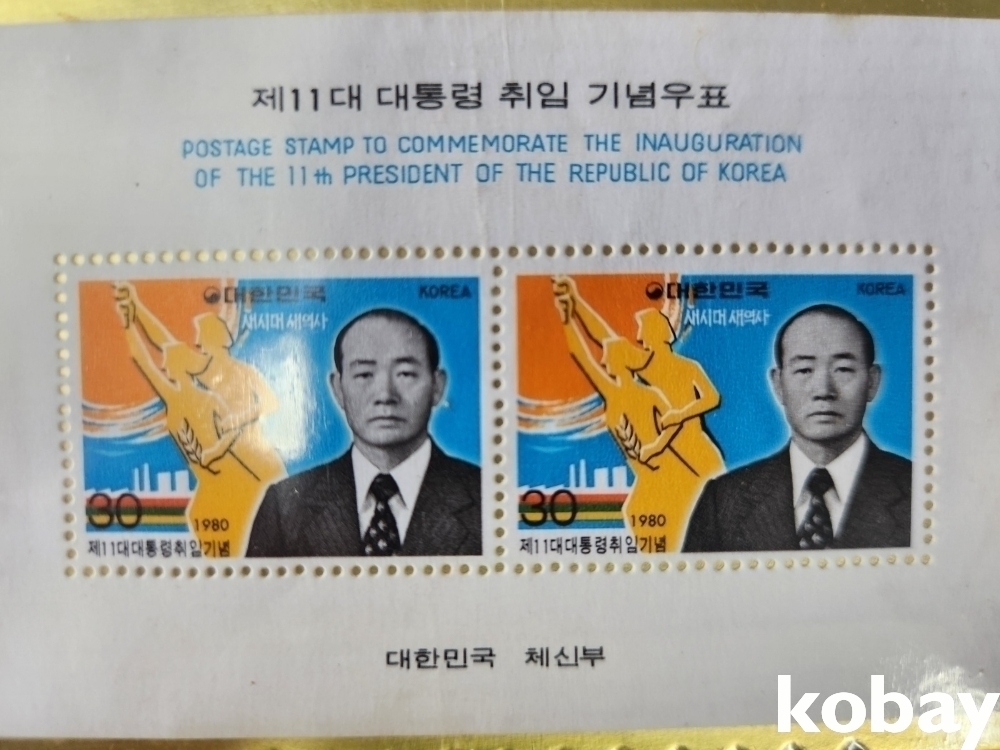 제11대 대통령 취임 기념우표
POSTAGE STAMP TO COMMEMORATE THE INAUGURATION
OF THE 11th PRESIDENT OF THE REPUBLIC OF KOREA
대한민국 KOREA
새시대 새역사
30
1980
제11대대통령취임기념
대한민국 KOREA
새시대 새역사
30
1980
제11대대통령취임기념
대한민국 체신부
kobay